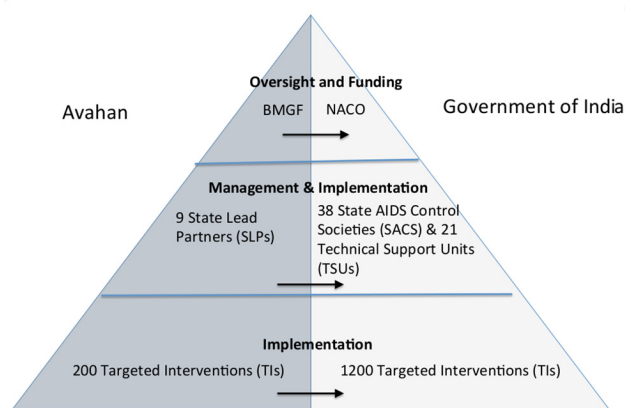 Oversight and Funding
Avahan
BMGF
NACO
Government of India
Management & Implementation
9 State Lead
Partners (SLPs)
38 State AIDS Control
Societies (SACS) & 21
Technical Support Units
(TSUs)
Implementation
200 Targeted Interventions (TIs)
1200 Targeted Interventions (TIs)